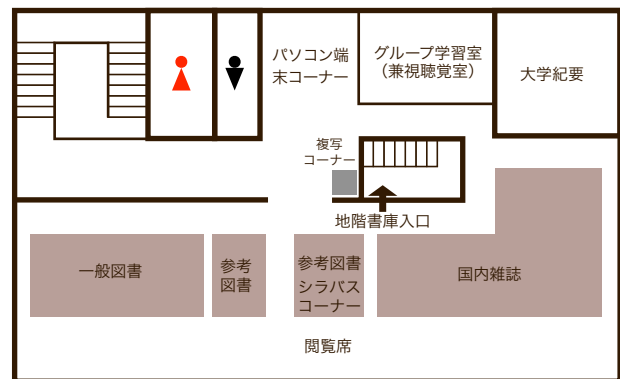 パソコン端
末コーナー
グループ学習室
（兼視聴覚室）
大学紀要
複写
コーナー
地階書庫入口
一般図書
参考
図書
参考図書
シラバス
コーナー
国内雑誌
閲覧席